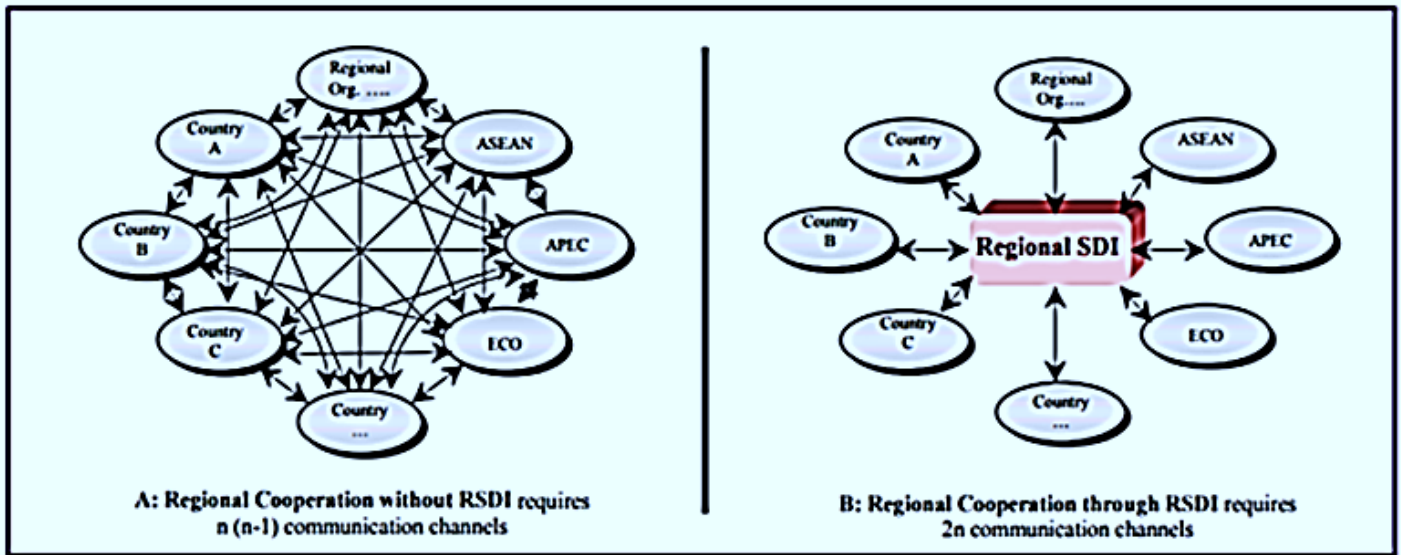 Regional
Org. ....
Country
A
ASEAN
Country
B
APEC
Country
C
ECO
Country
...
A: Regional Cooperation without RSDI requires
n (n-1) communication channels
Regional
Org....
Country
A
ASEAN
Country
B
Regional SDI
APEC
Country
C
ECO
Country
...
B: Regional Cooperation through RSDI requires
2n communication channels